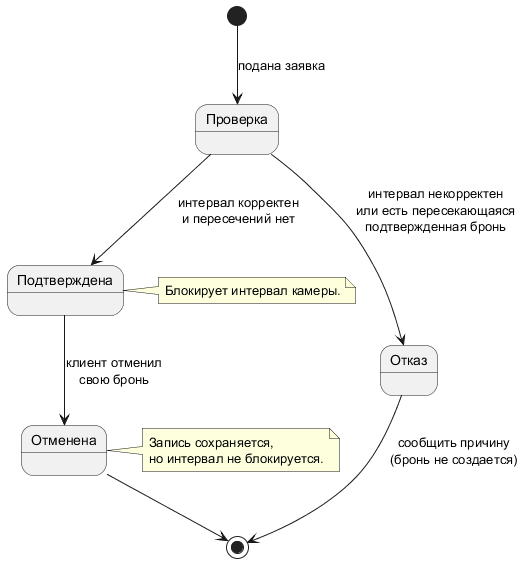 подана заявка
Проверка
интервал корректен
и пересечений нет
интервал некорректен
или есть пересекающаяся
подтвержденная бронь
Подтверждена
Блокирует интервал камеры.
клиент отменил
свою бронь
Отказ
Отменена
Запись сохраняется,
но интервал не блокируется.
сообщить причину
(бронь не создается)